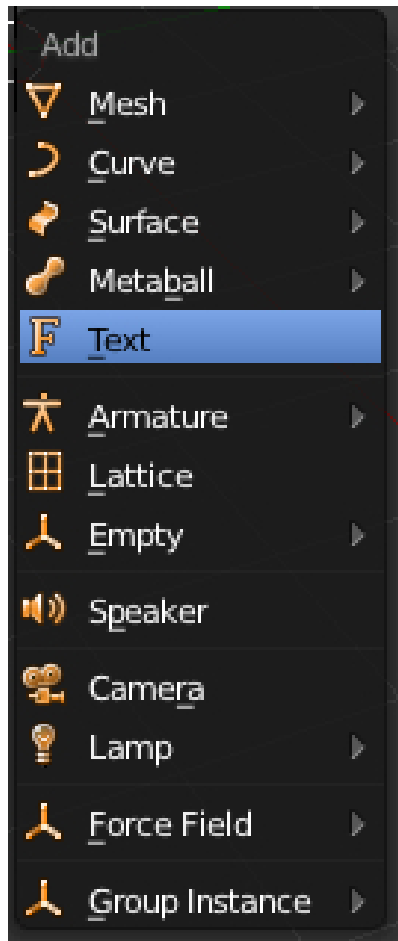 Add
Mesh
Curve
Surface
Metaball
Text
Armature
Lattice
Empty
Speaker
Camera
Lamp
Force Field
Group Instance